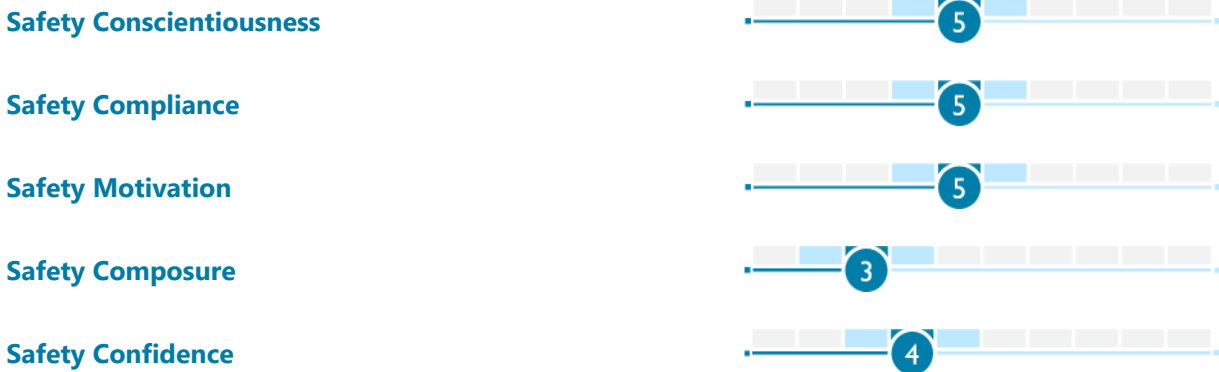 Safety Conscientiousness 5
Safety Compliance 5
Safety Motivation 5
Safety Composure 3
Safety Confidence 4